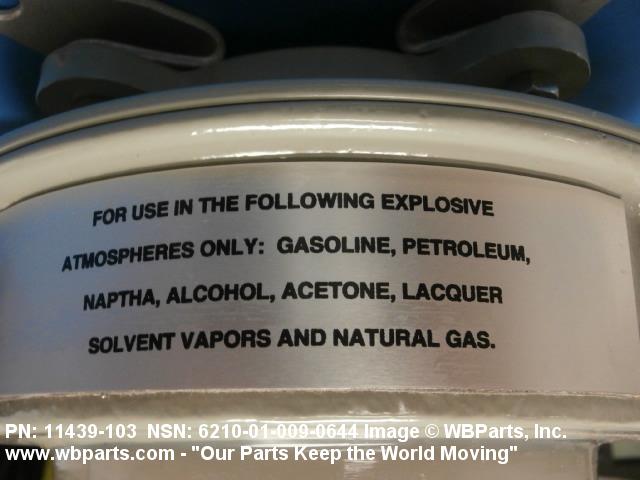 FOR USE IN THE FOLLOWING EXPLOSIVE
ATMOSPHERES ONLY: GASOLINE, PETROLEUM,
NAPTHA, ALCOHOL, ACETONE, LACQUER
SOLVENT VAPORS AND NATURAL GAS.
PN: 11439-103 NSN: 6210-01-009-0644 Image © WBParts, Inc.
www.wbparts.com - "Our Parts Keep the World Moving"